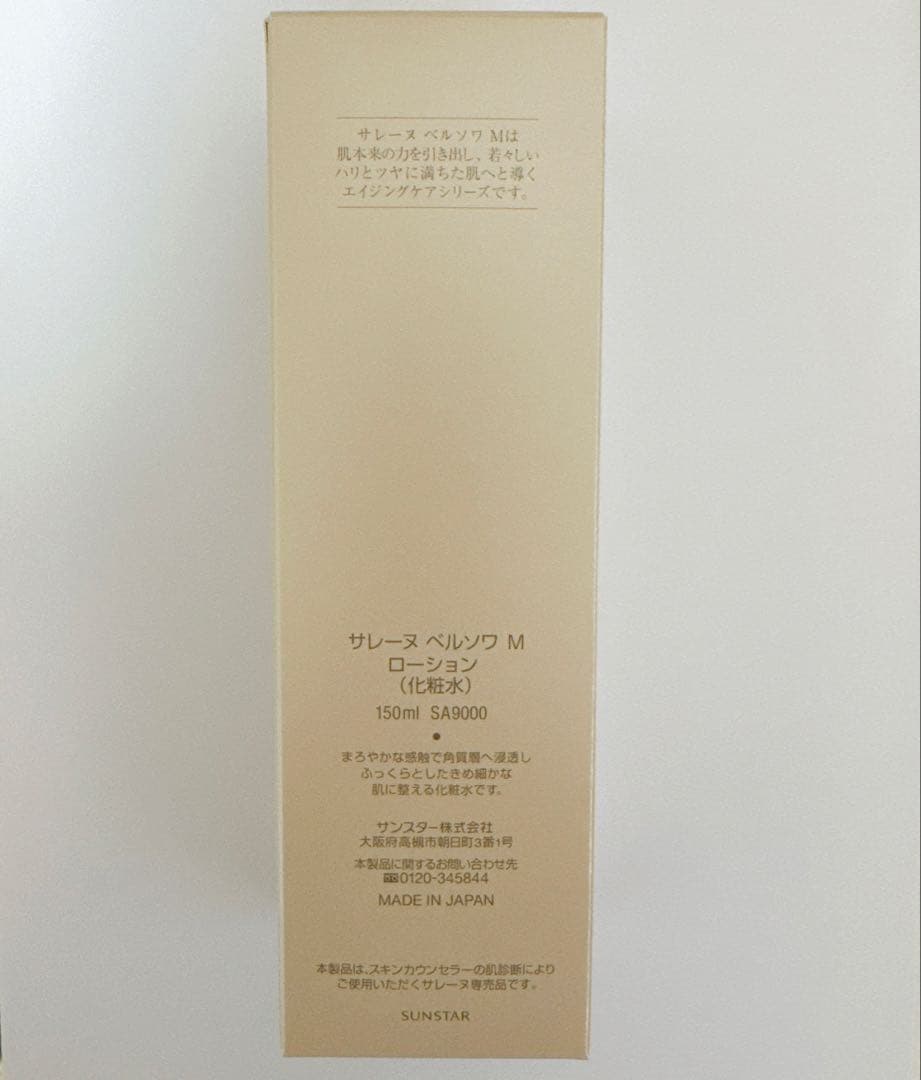 サレーヌ ベルソワ Mは
肌本来の力を引き出し、若々しい
ハリとツヤに満ちた肌へと導く
エイジングケアシリーズです。
サレーヌ ベルソワ M
ローション
（化粧水）
150ml SA9000
●
まろやかな感触で角質層へ浸透し
ふっくらとしたきめ細かな
肌に整える化粧水です。
サンスター株式会社
大阪府高槻市朝日町3番1号
本製品に関するお問い合わせ先
0120-345844
MADE IN JAPAN
本製品は、スキンカウンセラーの肌診断により
ご使用いただくサレーヌ専売品です。
SUNSTAR